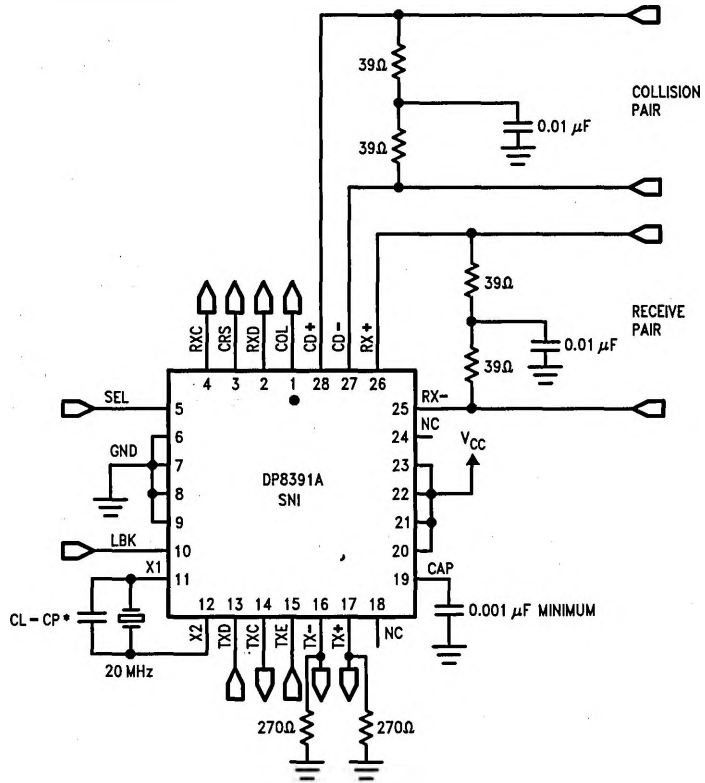 39Ω
COLLISION
PAIR
0.01 μF
39Ω
39Ω
RECEIVE
PAIR
0.01 μF
39Ω
RXC
CRS
RXD
COL
CD+
CD-
RX+
4 3 2 1 28 27 26
SEL
5
25
RX-
6
24
NC
GND
7
23
VCC
8
DP8391A
22
SNI
9
21
LBK
10
20
X1
11
19
CAP
CL-CP*
12 13 14 15 16 17 18
0.001 μF MINIMUM
X2
TXD
TXC
TXE
TX-
TX+
NC
20 MHz
270Ω
270Ω